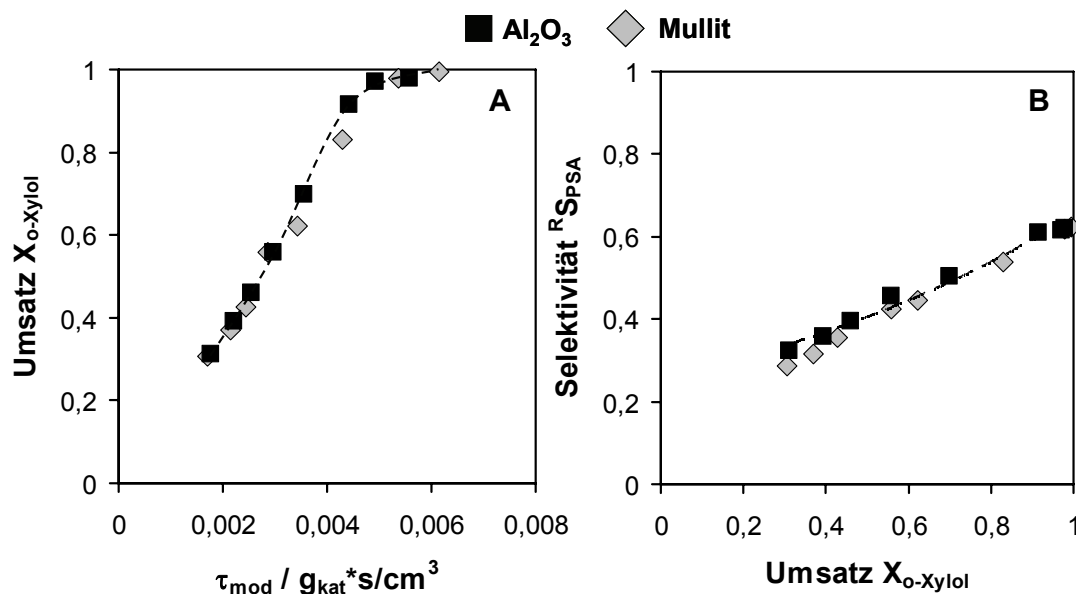 Al₂O₃ Mullit
A
Umsatz X o-Xylol
1
0,8
0,6
0,4
0,2
0
0 0,002 0,004 0,006 0,008
τmod / gkat*s/cm³
B
Selektivität ᴿSPSA
1
0,8
0,6
0,4
0,2
0
0 0,2 0,4 0,6 0,8 1
Umsatz X o-Xylol